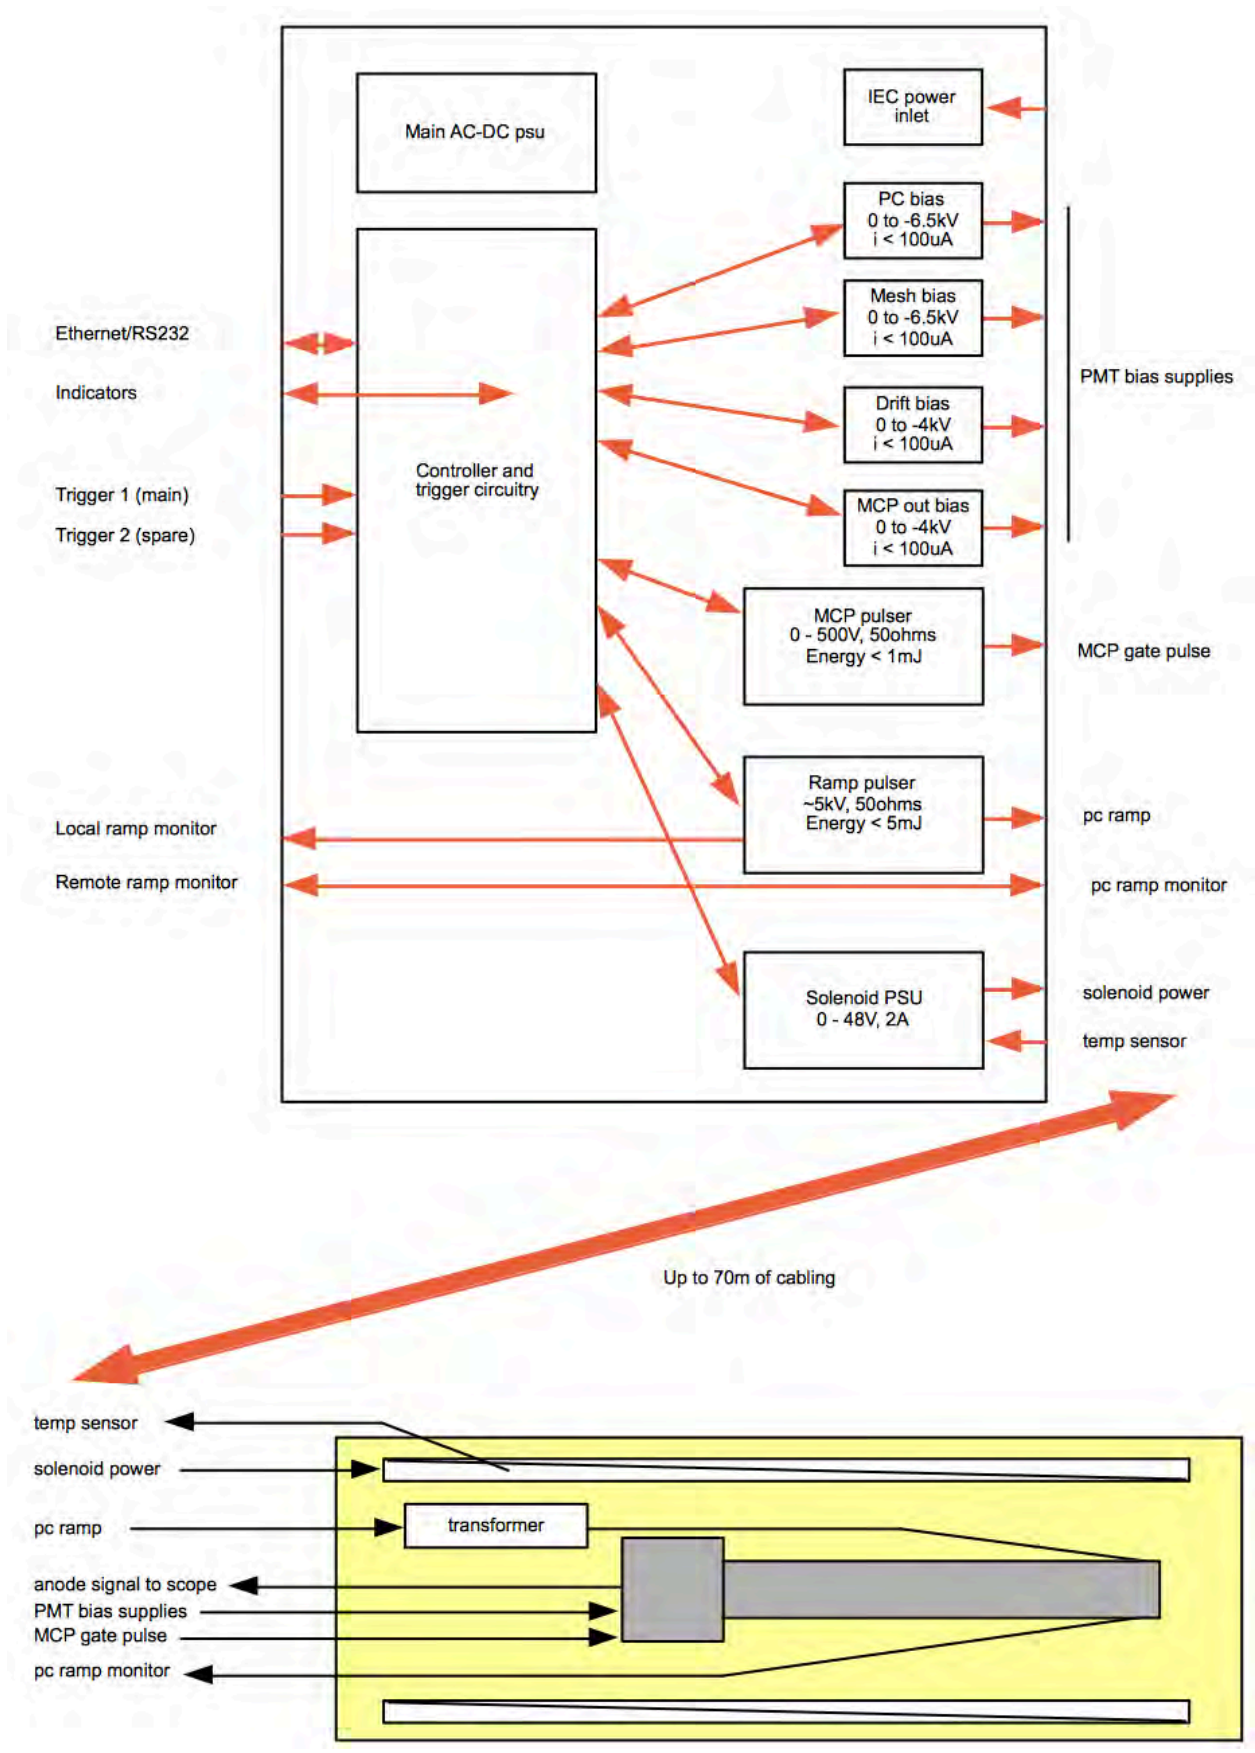 Main AC-DC psu
IEC power
inlet
PC bias
0 to -6.5kV
i < 100uA
Mesh bias
0 to -6.5kV
i < 100uA
Drift bias
0 to -4kV
i < 100uA
MCP out bias
0 to -4kV
i < 100uA
PMT bias supplies
Ethernet/RS232
Indicators
Trigger 1 (main)
Trigger 2 (spare)
Controller and
trigger circuitry
MCP pulser
0 - 500V, 50ohms
Energy < 1mJ
MCP gate pulse
Ramp pulser
~5kV, 50ohms
Energy < 5mJ
pc ramp
Local ramp monitor
Remote ramp monitor
pc ramp monitor
Solenoid PSU
0 - 48V, 2A
solenoid power
temp sensor
Up to 70m of cabling
temp sensor
solenoid power
pc ramp
transformer
anode signal to scope
PMT bias supplies
MCP gate pulse
pc ramp monitor